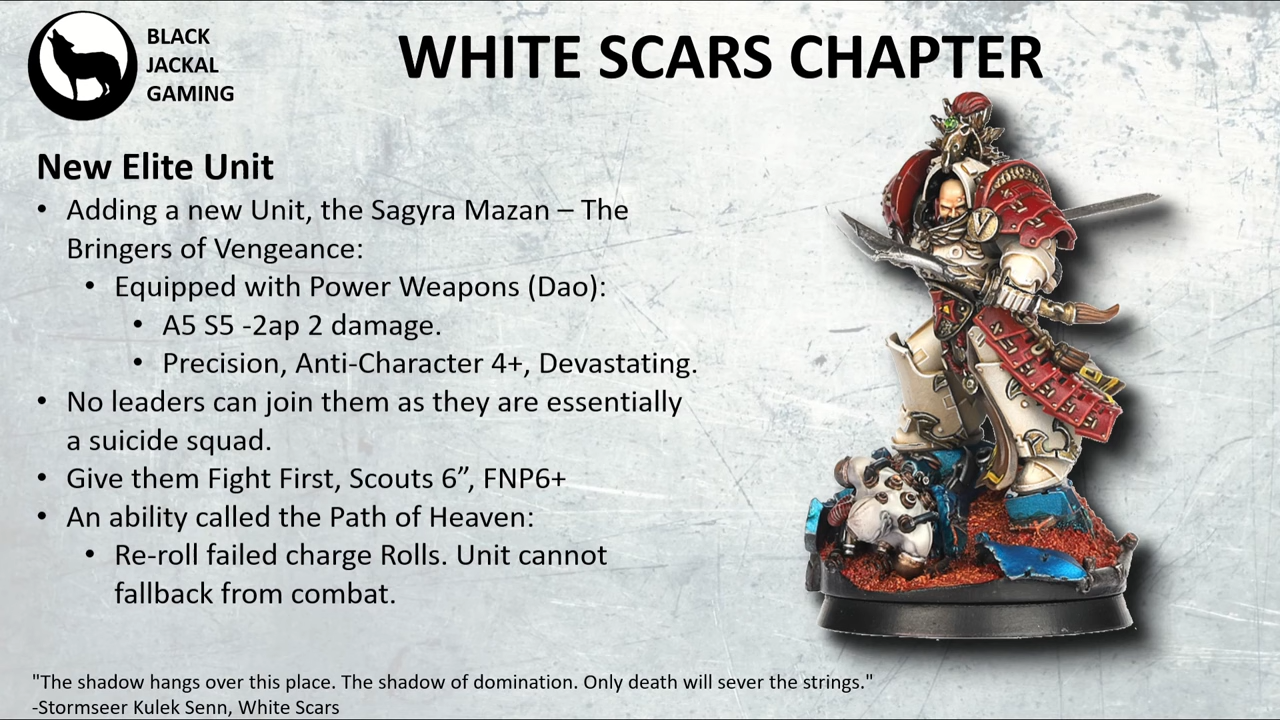 BLACK
JACKAL
GAMING
WHITE SCARS CHAPTER
New Elite Unit
• Adding a new Unit, the Sagyra Mazan – The
Bringers of Vengeance:
• Equipped with Power Weapons (Dao):
• A5 S5 -2ap 2 damage.
• Precision, Anti-Character 4+, Devastating.
• No leaders can join them as they are essentially
a suicide squad.
• Give them Fight First, Scouts 6”, FNP6+
• An ability called the Path of Heaven:
• Re-roll failed charge Rolls. Unit cannot
fallback from combat.
"The shadow hangs over this place. The shadow of domination. Only death will sever the strings."
-Stormseer Kulek Senn, White Scars